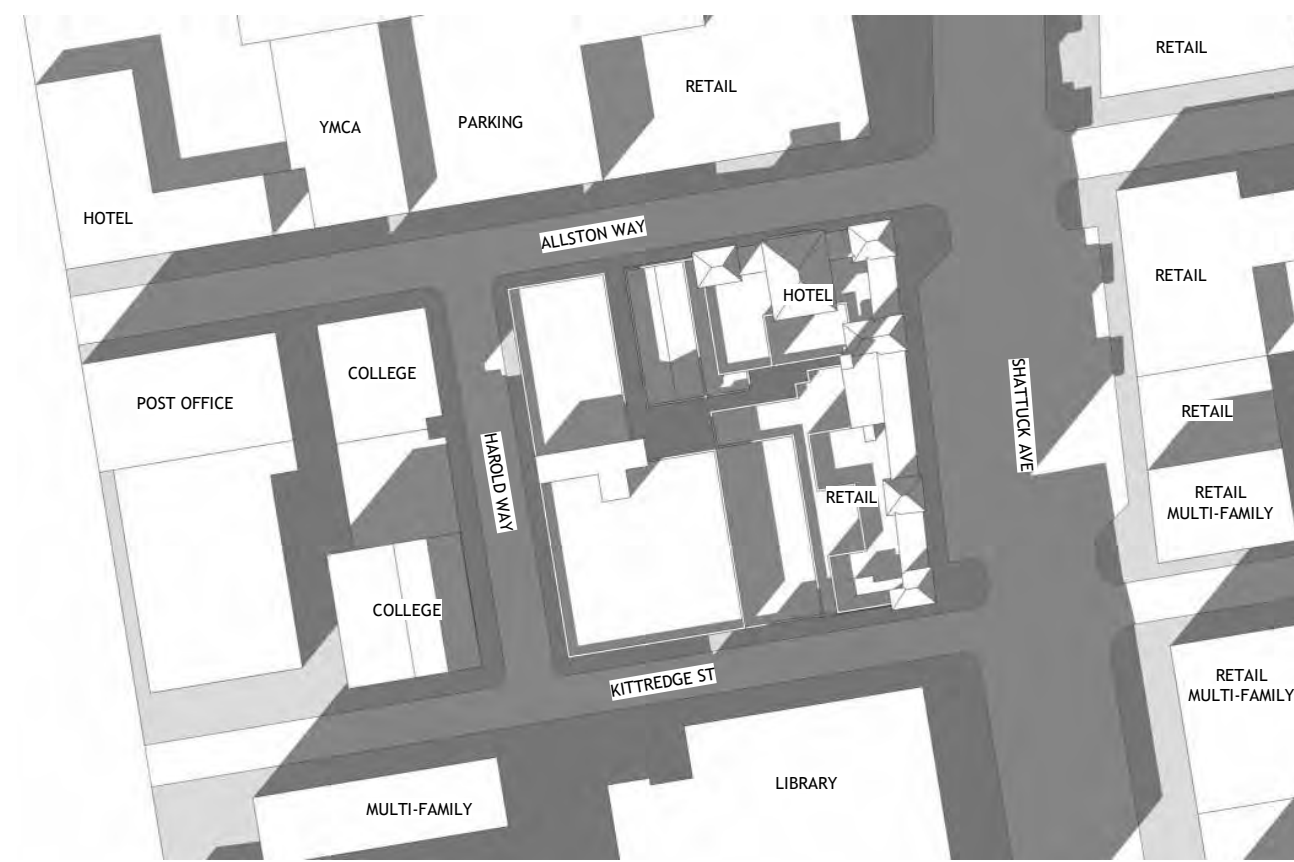 RETAIL
RETAIL
PARKING
YMCA
HOTEL
ALLSTON WAY
HOTEL
RETAIL
COLLEGE
POST OFFICE
SHATTUCK AVE
RETAIL
HAROLD WAY
RETAIL
RETAIL
MULTI-FAMILY
COLLEGE
KITTREDGE ST
RETAIL
MULTI-FAMILY
LIBRARY
MULTI-FAMILY